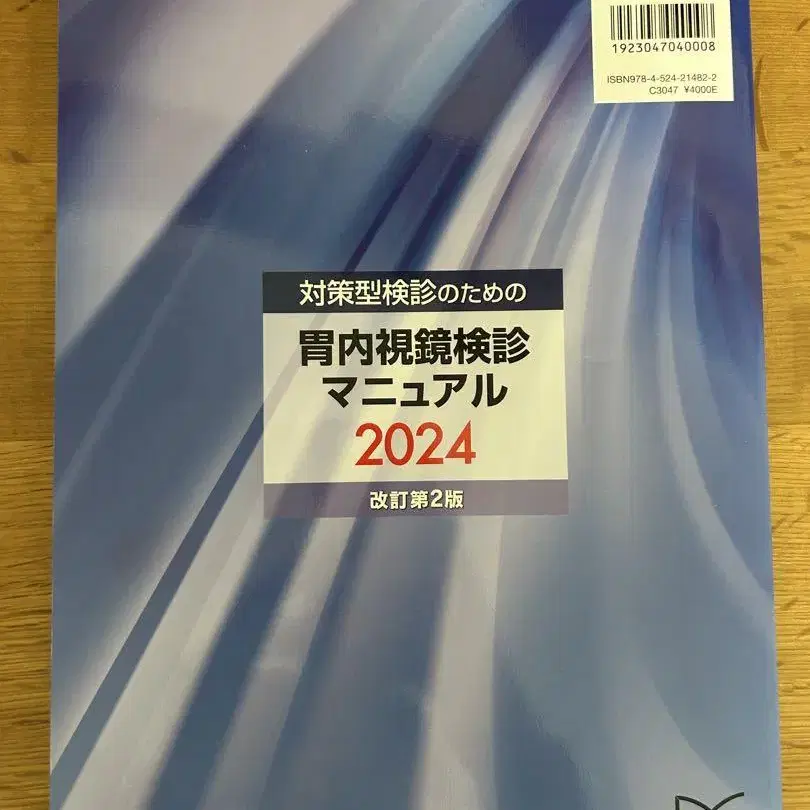 1923047040008
ISBN978-4-524-21482-2
C3047 ¥4000E
対策型検診のための
胃内視鏡検診
マニュアル
2024
改訂第2版